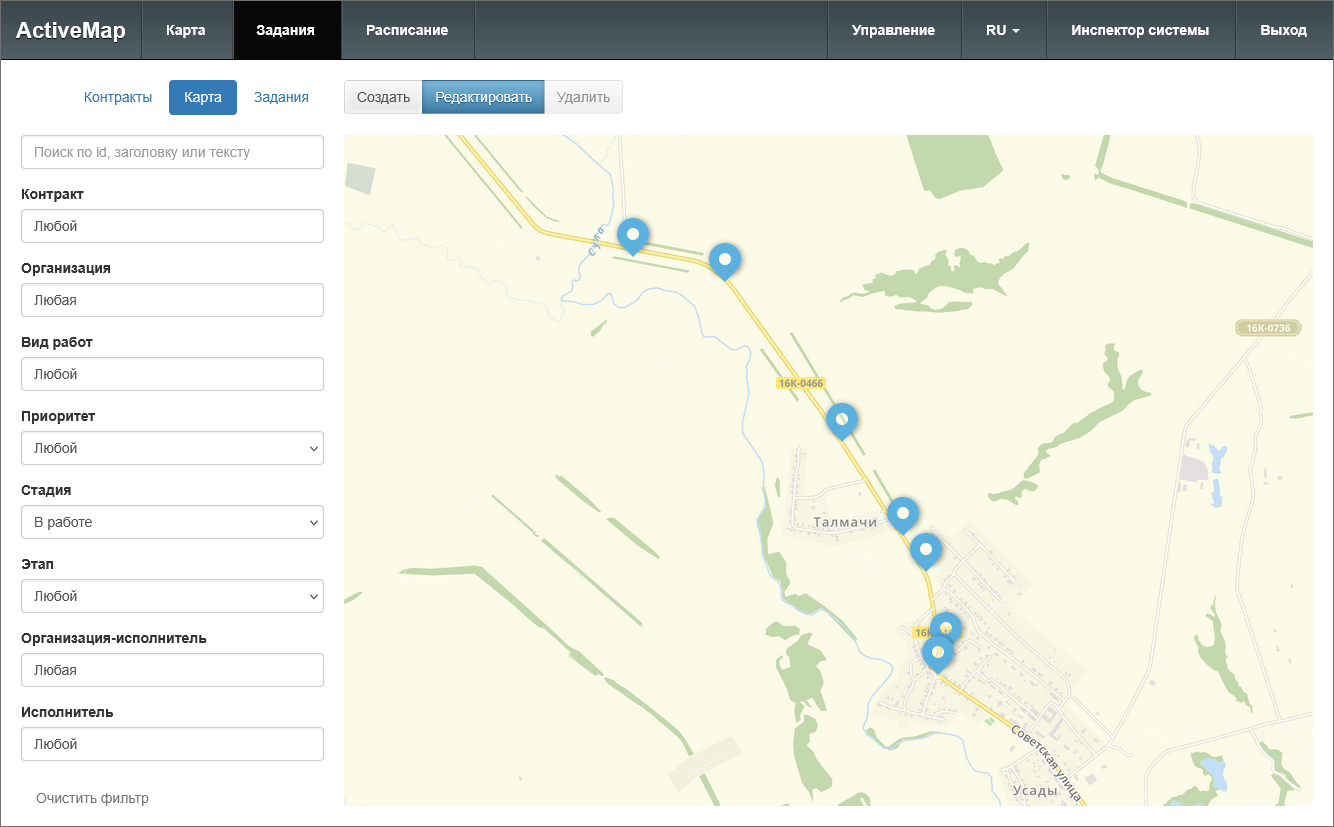 ActiveMap Карта Задания Расписание Управление RU Инспектор системы Выход
Контракты Карта Задания Создать Редактировать Удалить
Поиск по id, заголовку или тексту
Контракт
Любой
Организация
Любая
Вид работ
Любой
Приоритет
Любой
Стадия
В работе
Этап
Любой
Организация-исполнитель
Любая
Исполнитель
Любой
Очистить фильтр
Сула
16К-0736
16К-0466
Талмачи
Советская улица
Усады